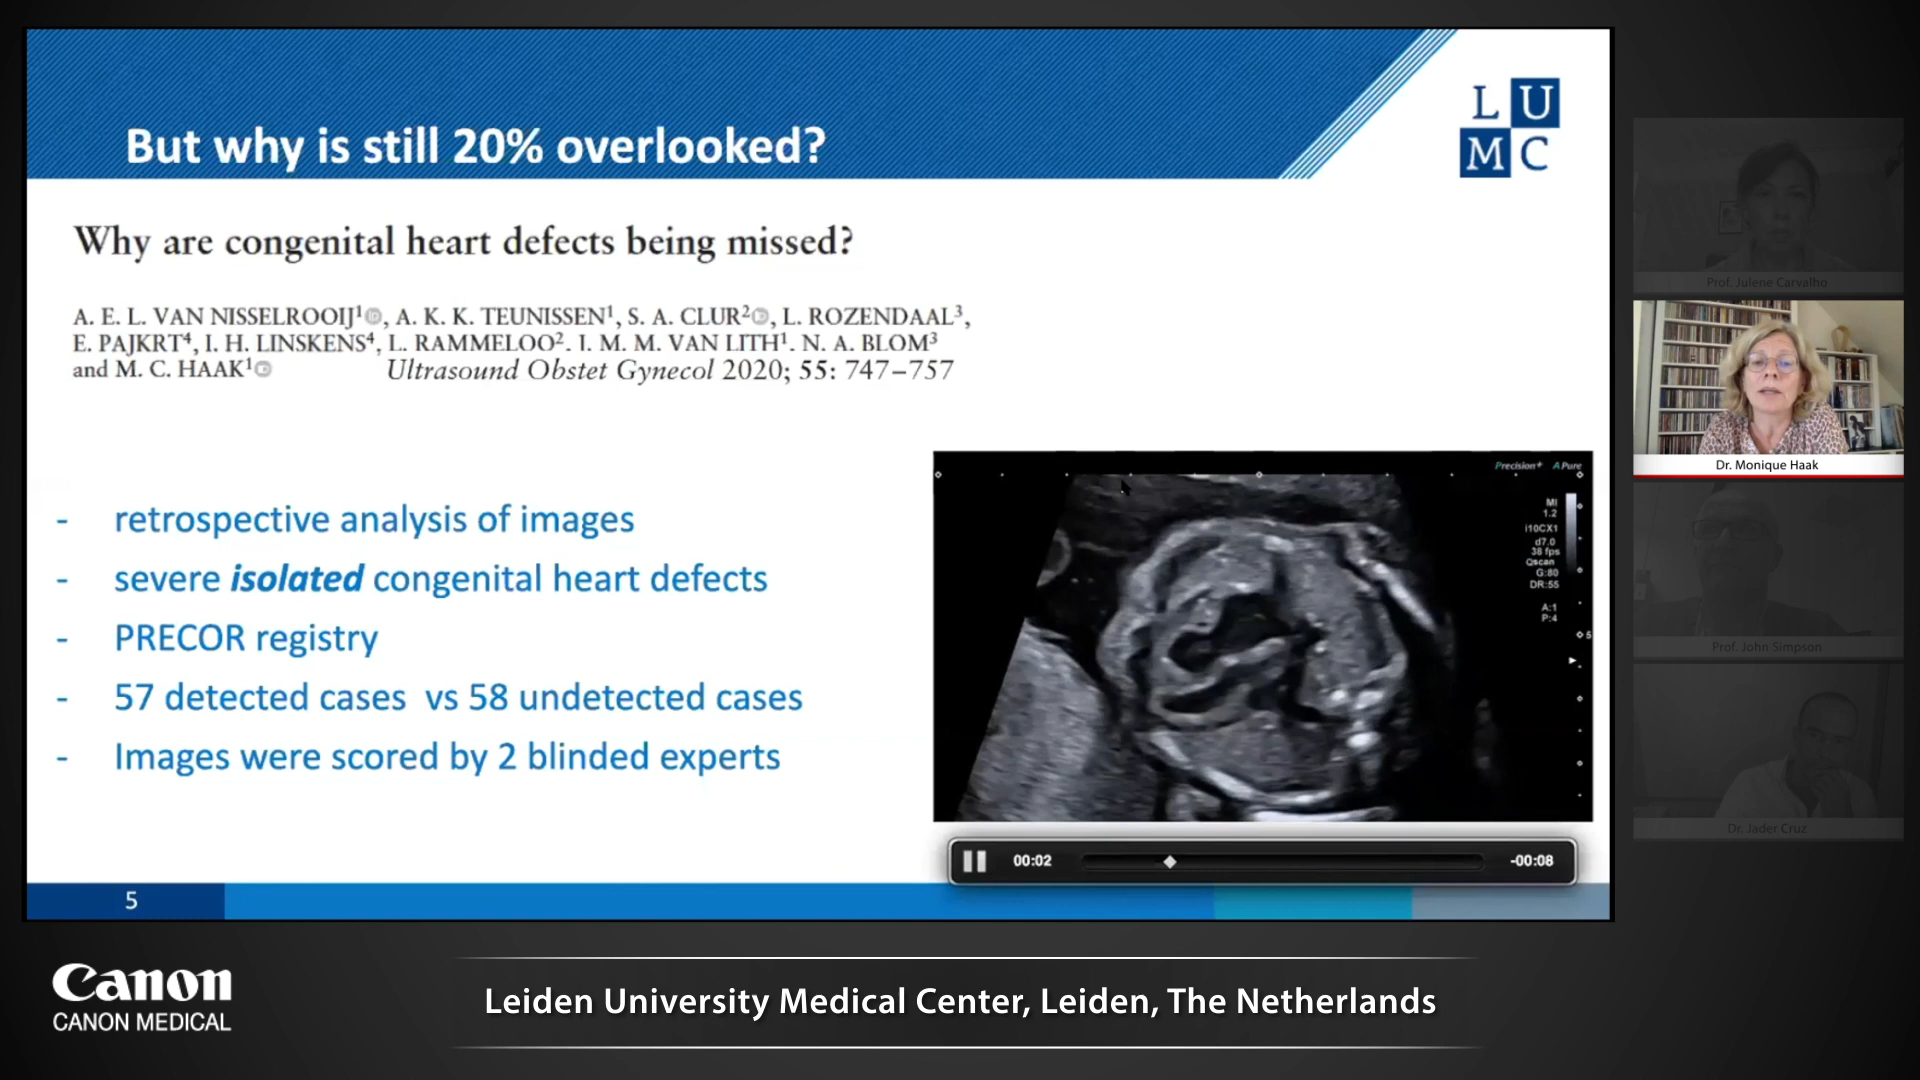 But why is still 20% overlooked?
L U
M C
Why are congenital heart defects being missed?
A. E. L. VAN NISSELROOIJ¹, A. K. K. TEUNISSEN¹, S. A. CLUR², L. ROZENDAAL³,
E. PAJKRT⁴, I. H. LINSKENS⁴, L. RAMMELOO², J. M. M. VAN LITH¹, N. A. BLOM³
and M. C. HAAK¹ Ultrasound Obstet Gynecol 2020; 55: 747–757
- retrospective analysis of images
- severe isolated congenital heart defects
- PRECOR registry
- 57 detected cases vs 58 undetected cases
- Images were scored by 2 blinded experts
Precision+ APure
MI
1.2
i10CX1
d7.0
38 fps
Qscan
G:80
DR:55
A:1
P:4
5
00:02 -00:08
5
Prof. Julene Carvalho
Dr. Monique Haak
Prof. John Simpson
Dr. Jader Cruz
Canon
CANON MEDICAL
Leiden University Medical Center, Leiden, The Netherlands